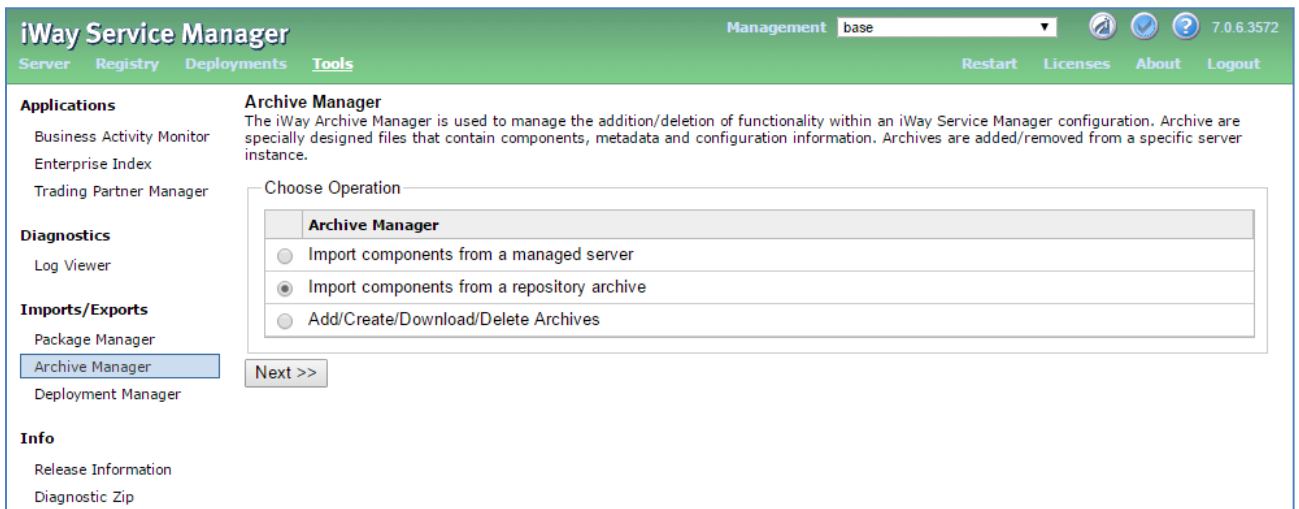 iWay Service Manager
Management base 7.0.6.3572
Server Registry Deployments Tools Restart Licenses About Logout
Applications
Business Activity Monitor
Enterprise Index
Trading Partner Manager
Diagnostics
Log Viewer
Imports/Exports
Package Manager
Archive Manager
Deployment Manager
Info
Release Information
Diagnostic Zip
Archive Manager
The iWay Archive Manager is used to manage the addition/deletion of functionality within an iWay Service Manager configuration. Archive are
specially designed files that contain components, metadata and configuration information. Archives are added/removed from a specific server
instance.
Choose Operation
Archive Manager
Import components from a managed server
Import components from a repository archive
Add/Create/Download/Delete Archives
Next >>